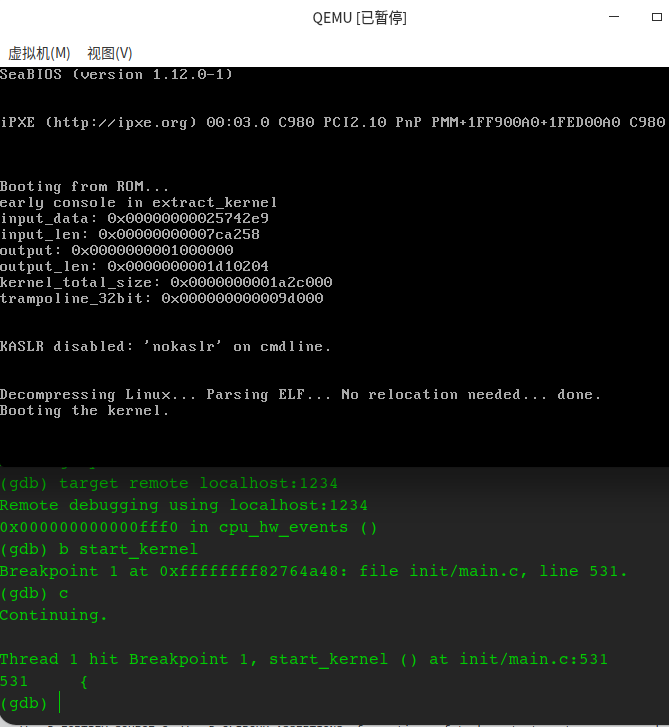 QEMU [已暂停]
虚拟机(M) 视图(V)
SeaBIOS (version 1.12.0-1)
iPXE (http://ipxe.org) 00:03.0 C980 PCI2.10 PnP PMM+1FF900A0+1FED00A0 C980
Booting from ROM...
early console in extract_kernel
input_data: 0x00000000025742e9
input_len: 0x00000000007ca258
output: 0x0000000001000000
output_len: 0x0000000001d10204
kernel_total_size: 0x0000000001a2c000
trampoline_32bit: 0x000000000009d000
KASLR disabled: 'nokaslr' on cmdline.
Decompressing Linux... Parsing ELF... No relocation needed... done.
Booting the kernel.
(gdb) target remote localhost:1234
Remote debugging using localhost:1234
0x000000000000fff0 in cpu_hw_events ()
(gdb) b start_kernel
Breakpoint 1 at 0xffffffff82764a48: file init/main.c, line 531.
(gdb) c
Continuing.
Thread 1 hit Breakpoint 1, start_kernel () at init/main.c:531
531 {
(gdb)